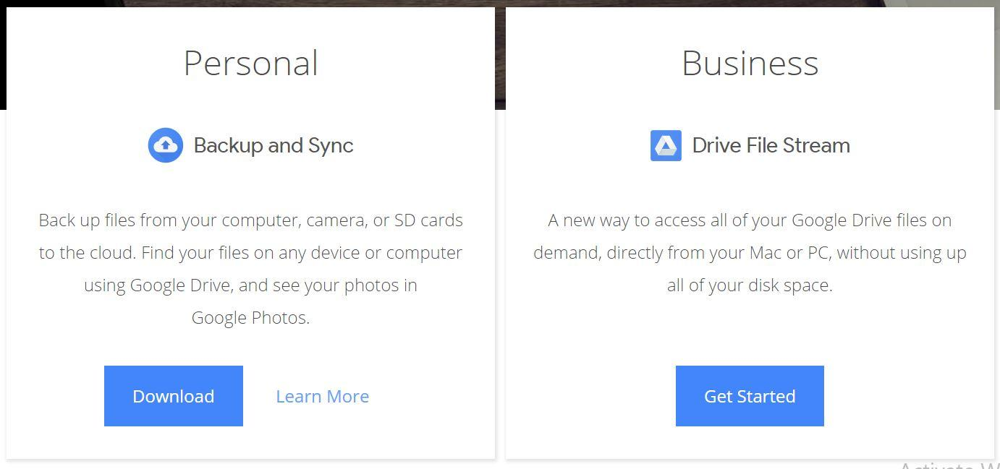 Personal
Backup and Sync
Back up files from your computer, camera, or SD cards
to the cloud. Find your files on any device or computer
using Google Drive, and see your photos in
Google Photos.
Download
Learn More
Business
Drive File Stream
A new way to access all of your Google Drive files on
demand, directly from your Mac or PC, without using up
all of your disk space.
Get Started